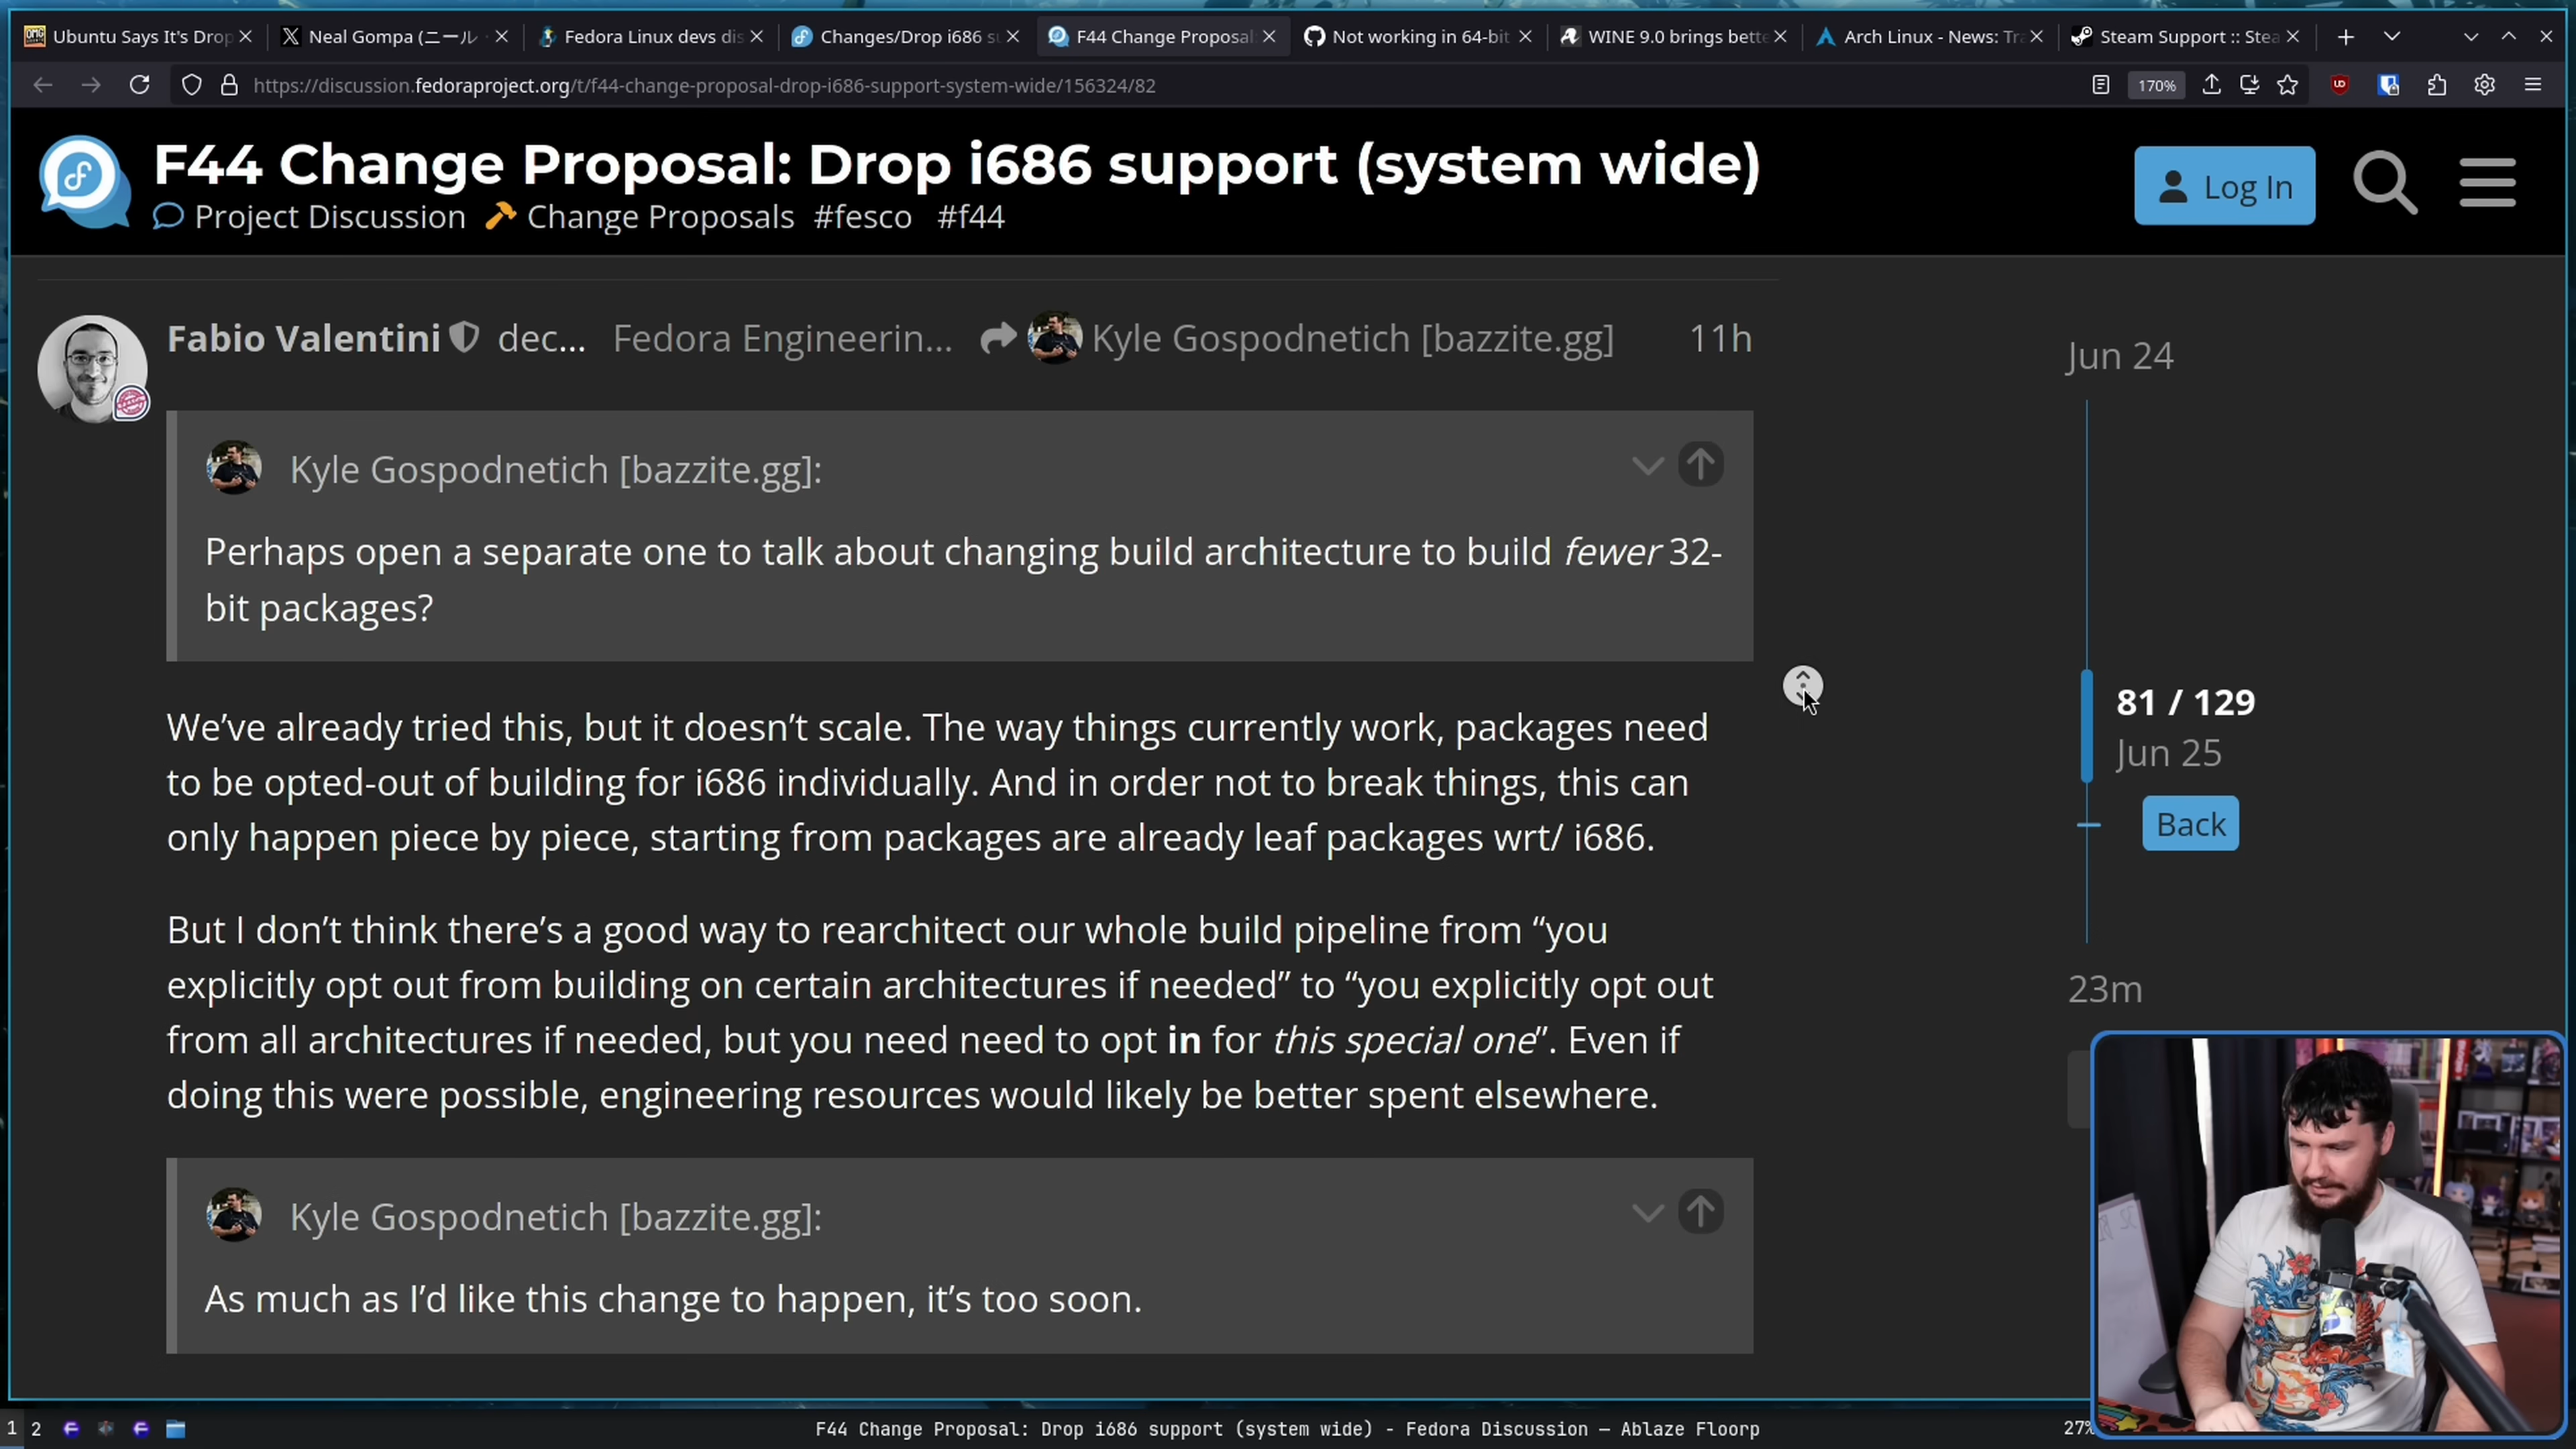 Ubuntu Says It's Drop
Neal Gompa (ニール
Fedora Linux devs dis
Changes/Drop i686 su
F44 Change Proposal:
Not working in 64-bit
WINE 9.0 brings bette
Arch Linux - News: Tra
Steam Support :: Stea
https://discussion.fedoraproject.org/t/f44-change-proposal-drop-i686-support-system-wide/156324/82
170%
F44 Change Proposal: Drop i686 support (system wide)
Project Discussion Change Proposals #fesco #f44
Log In
Fabio Valentini dec... Fedora Engineerin... Kyle Gospodnetich [bazzite.gg] 11h
Kyle Gospodnetich [bazzite.gg]:
Perhaps open a separate one to talk about changing build architecture to build fewer 32-
bit packages?
We’ve already tried this, but it doesn’t scale. The way things currently work, packages need
to be opted-out of building for i686 individually. And in order not to break things, this can
only happen piece by piece, starting from packages are already leaf packages wrt/ i686.
But I don’t think there’s a good way to rearchitect our whole build pipeline from “you
explicitly opt out from building on certain architectures if needed” to “you explicitly opt out
from all architectures if needed, but you need need to opt in for this special one”. Even if
doing this were possible, engineering resources would likely be better spent elsewhere.
Kyle Gospodnetich [bazzite.gg]:
As much as I’d like this change to happen, it’s too soon.
Jun 24
81 / 129
Jun 25
Back
23m
1 2
F44 Change Proposal: Drop i686 support (system wide) - Fedora Discussion — Ablaze Floorp
27%